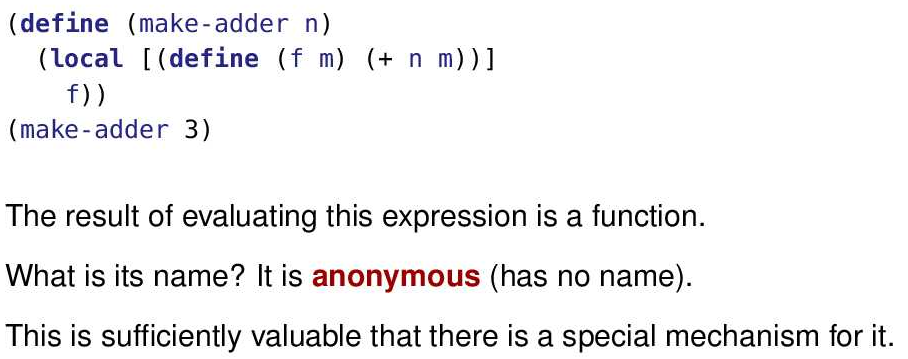 (define (make-adder n)
  (local [(define (f m) (+ n m))]
    f))
(make-adder 3)
The result of evaluating this expression is a function.
What is its name? It is anonymous (has no name).
This is sufficiently valuable that there is a special mechanism for it.